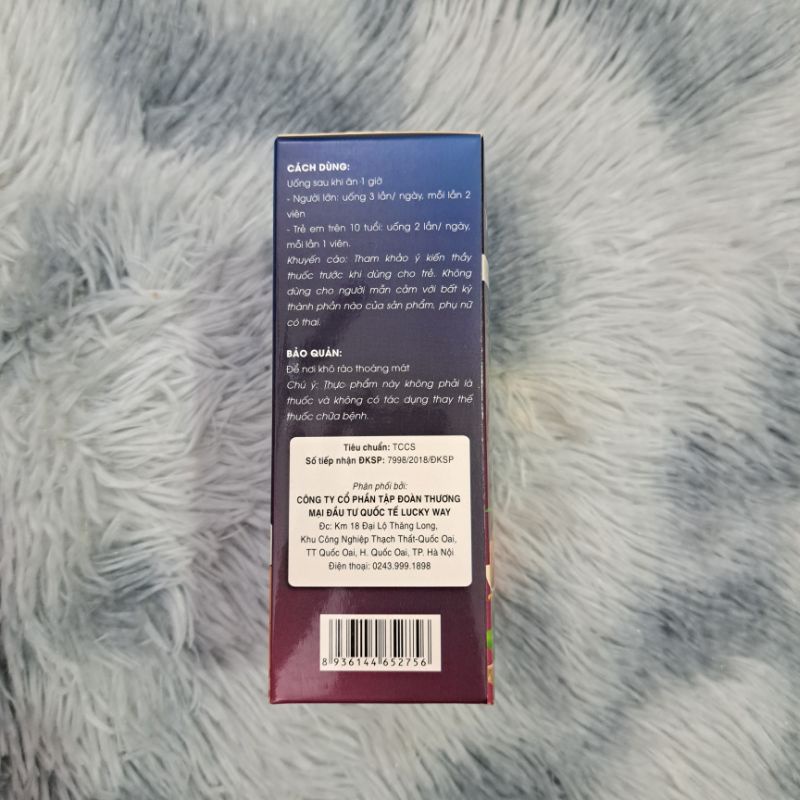 CÁCH DÙNG:
Uống sau khi ăn 1 giờ
- Người lớn: uống 3 lần/ ngày, mỗi lần 2
viên
- Trẻ em trên 10 tuổi: uống 2 lần/ ngày,
mỗi lần 1 viên.
Khuyến cáo: Tham khảo ý kiến thầy
thuốc trước khi dùng cho trẻ. Không
dùng cho người mẫn cảm với bất kỳ
thành phần nào của sản phẩm, phụ nữ
có thai.
BẢO QUẢN:
Để nơi khô ráo thoáng mát
Chú ý: Thực phẩm này không phải là
thuốc và không có tác dụng thay thế
thuốc chữa bệnh.
Tiêu chuẩn: TCCS
Số tiếp nhận ĐKSP: 7998/2018/ĐKSP
Phân phối bởi:
CÔNG TY CỔ PHẦN TẬP ĐOÀN THƯƠNG
MẠI ĐẦU TƯ QUỐC TẾ LUCKY WAY
Đc: Km 18 Đại Lộ Thăng Long,
Khu Công Nghiệp Thạch Thất-Quốc Oai,
TT Quốc Oai, H. Quốc Oai, TP. Hà Nội
Điện thoại: 0243.999.1898
8 936144 652756